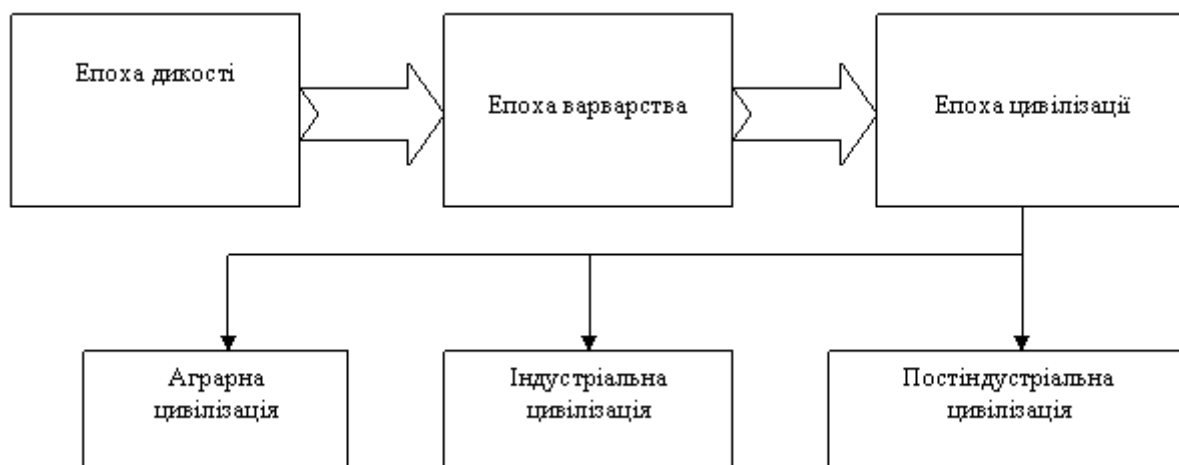 Епоха дикості
Епоха варварства
Епоха цивілізації
Аграрна
цивілізація
Індустріальна
цивілізація
Постіндустріальна
цивілізація